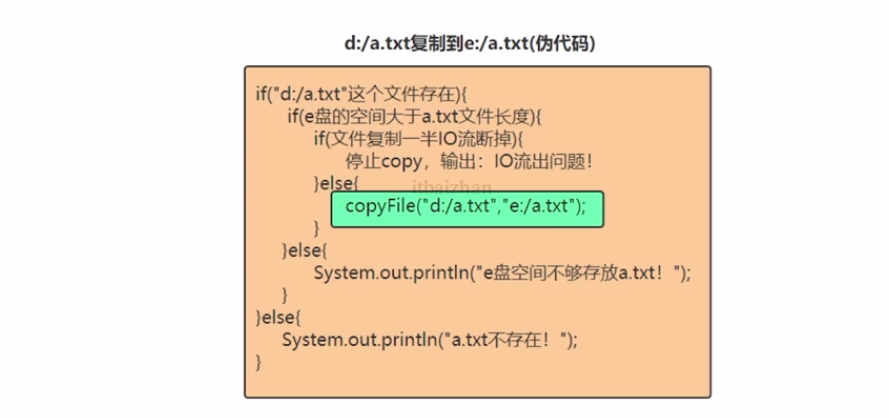 d:/a.txt复制到e:/a.txt(伪代码)
if("d:/a.txt"这个文件存在){
if(e盘的空间大于a.txt文件长度){
if(文件复制一半IO流断掉){
停止copy，输出：IO流出问题！
}else{
itbaizhan
copyFile("d:/a.txt","e:/a.txt");
}
}else{
System.out.println("e盘空间不够存放a.txt！");
}
}else{
System.out.println("a.txt不存在！");
}